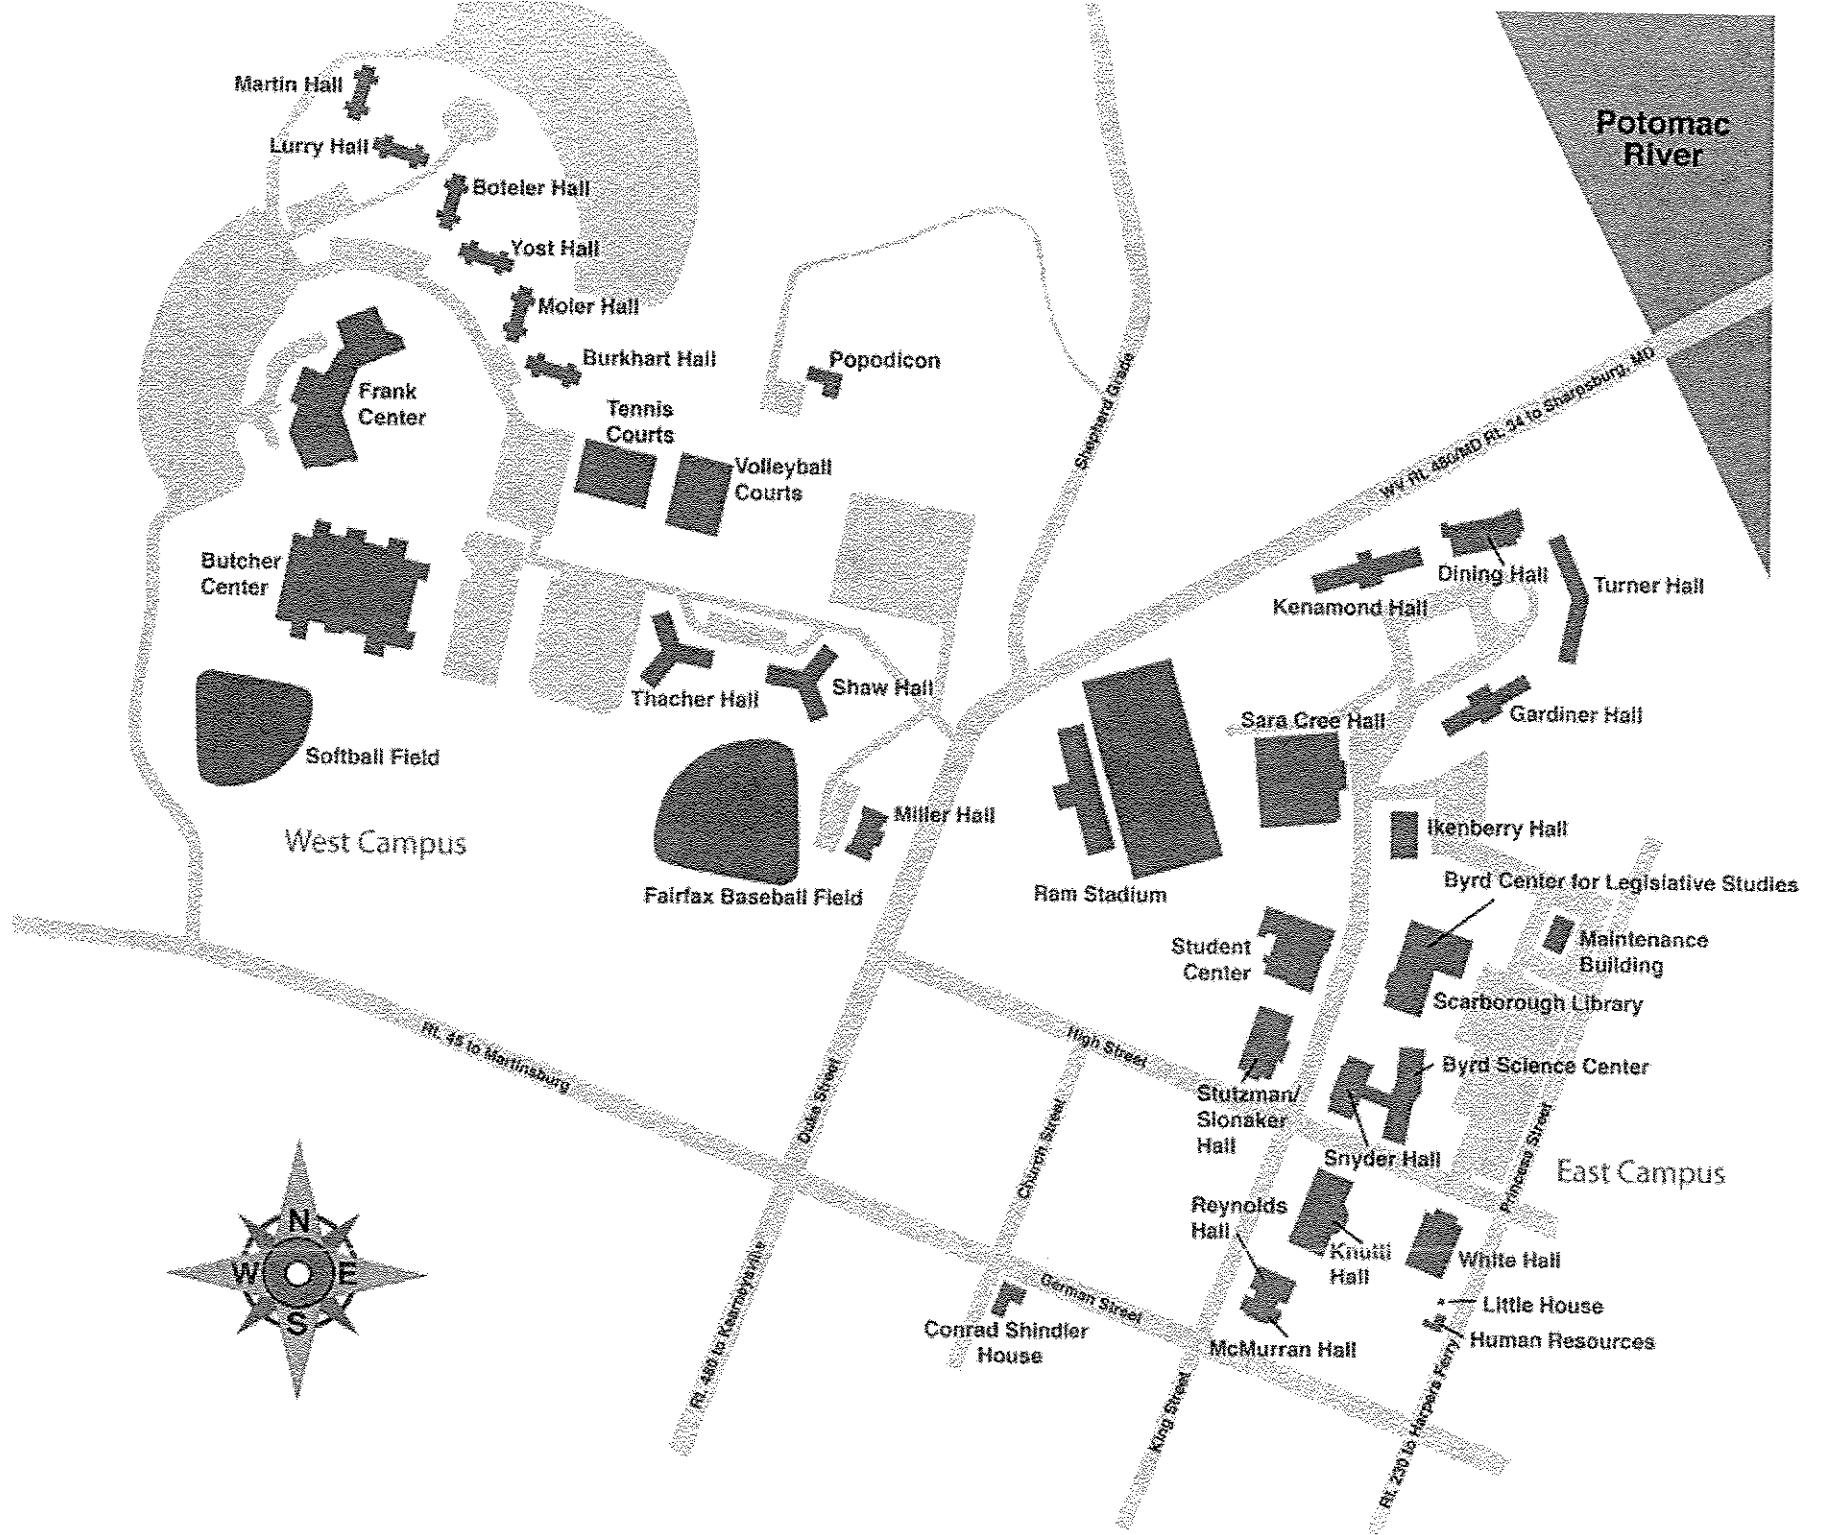 Potomac
River
Martin Hall
Lurry Hall
Boteler Hall
Yost Hall
Moler Hall
Burkhart Hall
Popodicon
Frank
Center
Tennis
Courts
Volleyball
Courts
Shepherd Grade
WV Rt. 480/MD Rt. 34 to Sharpsburg, MD
Butcher
Center
Dining Hall
Kenamond Hall
Turner Hall
Thacher Hall
Shaw Hall
Gardiner Hall
Sara Cree Hall
Softball Field
West Campus
Miller Hall
Ikenberry Hall
Fairfax Baseball Field
Ram Stadium
Byrd Center for Legislative Studies
Student
Center
Maintenance
Building
Scarborough Library
Rt. 45 to Martinsburg
High Street
Duke Street
Church Street
Byrd Science Center
Stutzman/
Slonaker
Hall
Snyder Hall
Princess Street
East Campus
Reynolds
Hall
Knutti
Hall
White Hall
N
W
E
S
Rt. 480 to Kearneysville
German Street
Conrad Shindler
House
McMurran Hall
Little House
Human Resources
King Street
Rt. 230 to Harpers Ferry